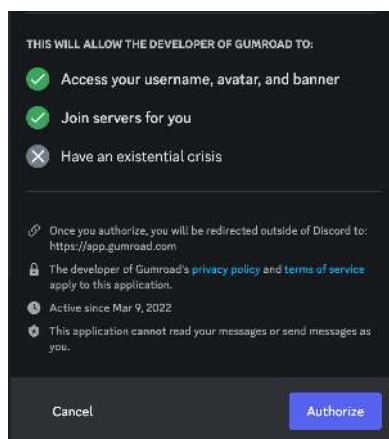 THIS WILL ALLOW THE DEVELOPER OF GUMROAD TO:
Access your username, avatar, and banner
Join servers for you
Have an existential crisis
Once you authorize, you will be redirected outside of Discord to:
https://app.gumroad.com
The developer of Gumroad's privacy policy and terms of service
apply to this application.
Active since Mar 9, 2022
This application cannot read your messages or send messages as
you.
Cancel
Authorize